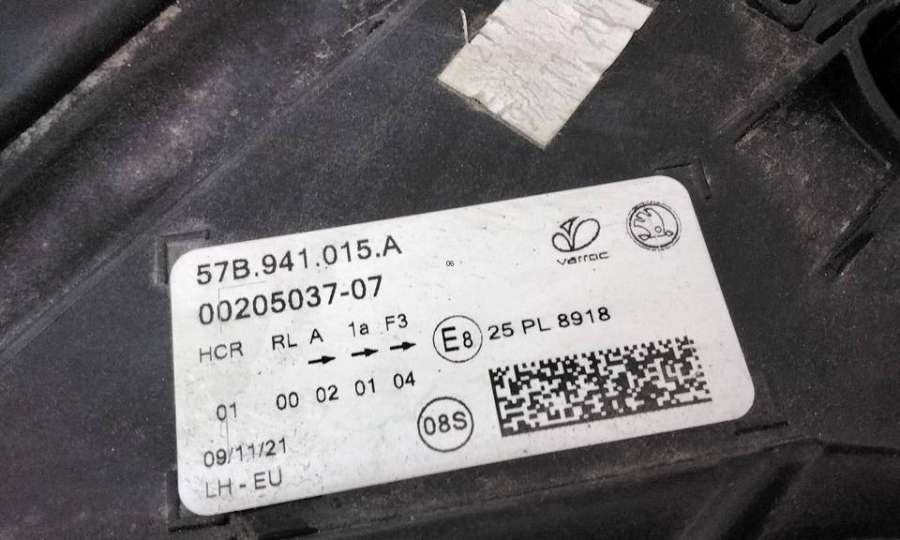 57B.941.015.A
00205037-07
06
varroc
HCR RL A 1a F3
E8 25 PL 8918
01 00 02 01 04
08S
09/11/21
LH - EU